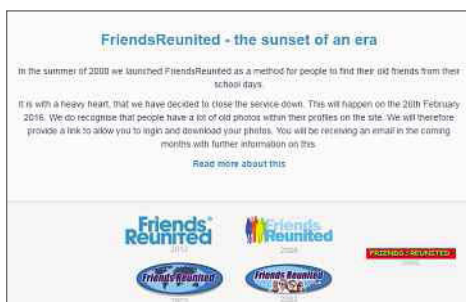 FriendsReunited - the sunset of an era
In the summer of 2000 we launched FriendsReunited as a method for people to find their old friends from their
school days.
It is with a heavy heart, that we have decided to close the service down. This will happen on the 26th February
2016. We do recognise that people have a lot of old photos within their profiles on the site. We will therefore
provide a link to allow you to login and download your photos. You will be receiving an email in the coming
months with further information on this
Read more about this
Friends
Reunited
2012
Friends
Reunited
FRIENDS REUNITED
Friends Reunited
Friends Reunited